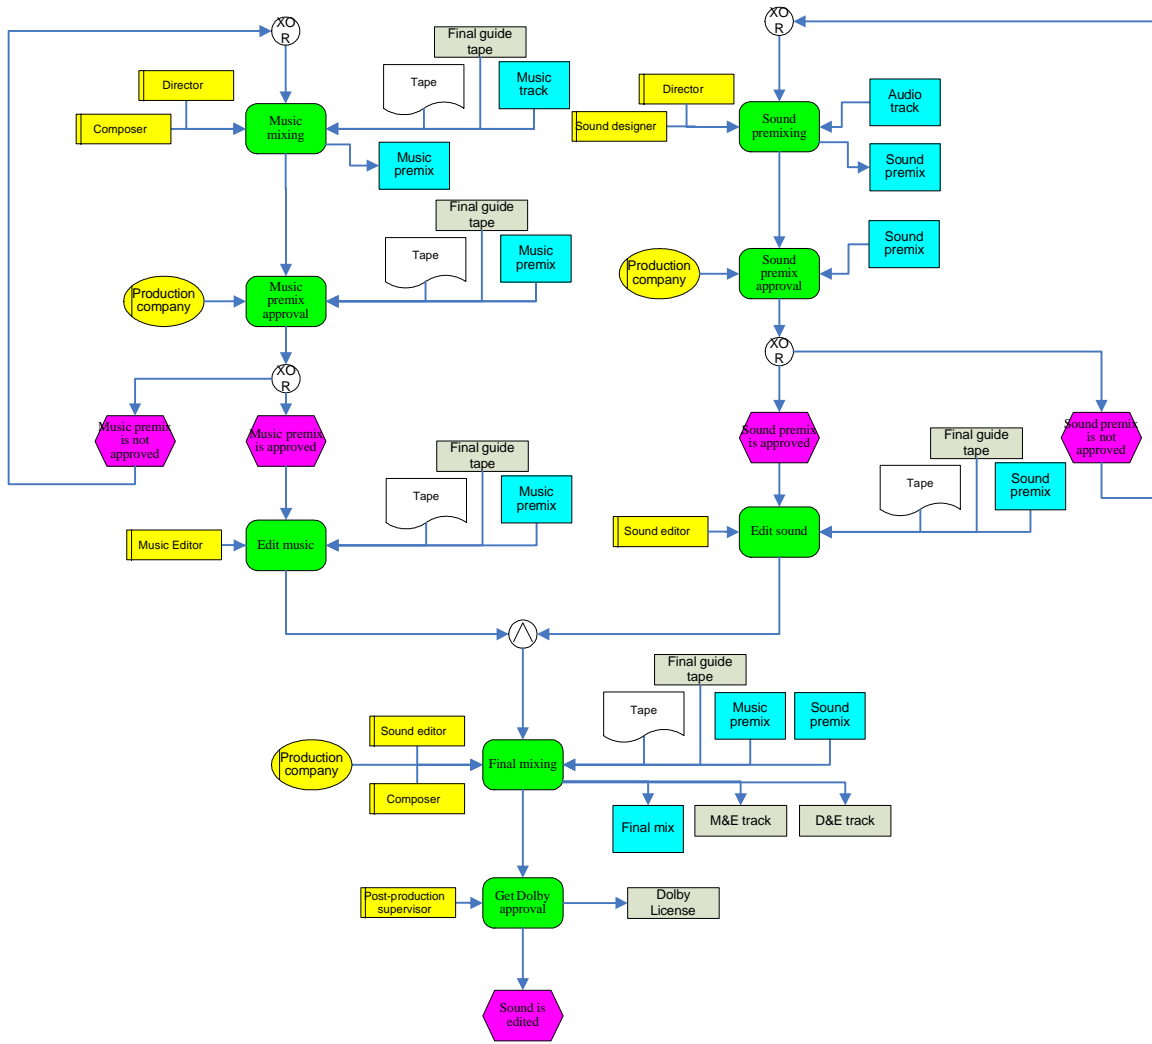 XO
R
XO
R
Final guide
tape
Tape
Music
track
Director
Composer
Music
mixing
Music
premix
Director
Sound designer
Sound
premixing
Audio
track
Sound
premix
Final guide
tape
Tape
Music
premix
Production
company
Music
premix
approval
Production
company
Sound
premix
approval
Sound
premix
XO
R
XO
R
Music premix
is not
approved
Music premix
is approved
Sound premix
is approved
Sound premix
is not
approved
Final guide
tape
Tape
Music
premix
Music Editor
Edit music
Final guide
tape
Tape
Sound
premix
Sound editor
Edit sound
Final guide
tape
Tape
Music
premix
Sound
premix
Sound editor
Production
company
Composer
Final mixing
Final mix
M&E track
D&E track
Post-production
supervisor
Get Dolby
approval
Dolby
License
Sound is
edited